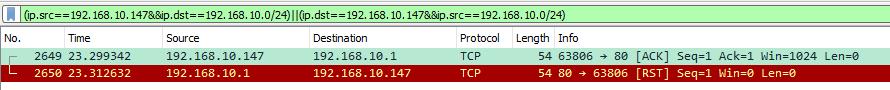 (ip.src==192.168.10.147&&ip.dst==192.168.10.0/24)||(ip.dst==192.168.10.147&&ip.src==192.168.10.0/24)
No. Time Source Destination Protocol Length Info
2649 23.299342 192.168.10.147 192.168.10.1 TCP 54 63806 → 80 [ACK] Seq=1 Ack=1 Win=1024 Len=0
2650 23.312632 192.168.10.1 192.168.10.147 TCP 54 80 → 63806 [RST] Seq=1 Win=0 Len=0